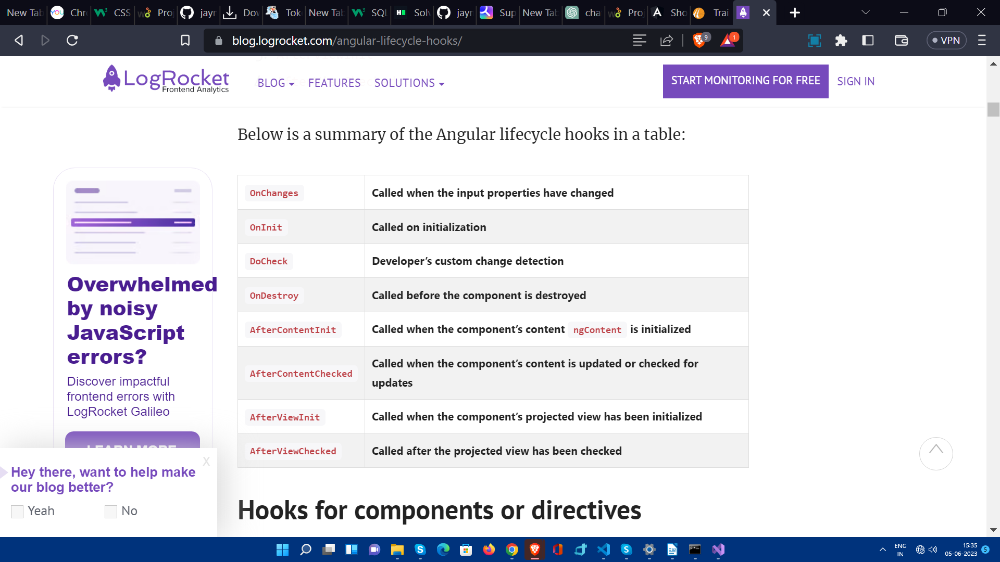 New Tab
Chr
CSS
Proj
jayr
Dov
Tok
New Tab
SQL
Solv
jayr
Sup
New Tab
cha
Proj
Sho
Trai
blog.logrocket.com/angular-lifecycle-hooks/
9
1
VPN
LogRocket
Frontend Analytics
BLOG
FEATURES
SOLUTIONS
START MONITORING FOR FREE
SIGN IN
Below is a summary of the Angular lifecycle hooks in a table:
OnChanges Called when the input properties have changed
OnInit Called on initialization
DoCheck Developer’s custom change detection
OnDestroy Called before the component is destroyed
AfterContentInit Called when the component’s content ngContent is initialized
AfterContentChecked Called when the component’s content is updated or checked for
updates
AfterViewInit Called when the component’s projected view has been initialized
AfterViewChecked Called after the projected view has been checked
Hooks for components or directives
Overwhelmed
by noisy
JavaScript
errors?
Discover impactful
frontend errors with
LogRocket Galileo
LEARN MORE
X
Hey there, want to help make
our blog better?
Yeah No
ENG
IN
15:35
05-06-2023
5